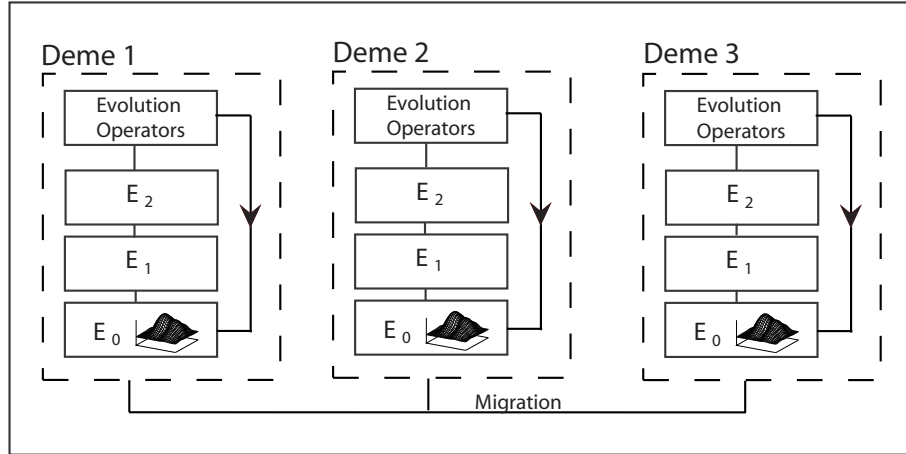 Deme 1
Evolution
Operators
E 2
E 1
E 0
Deme 2
Evolution
Operators
E 2
E 1
E 0
Deme 3
Evolution
Operators
E 2
E 1
E 0
Migration